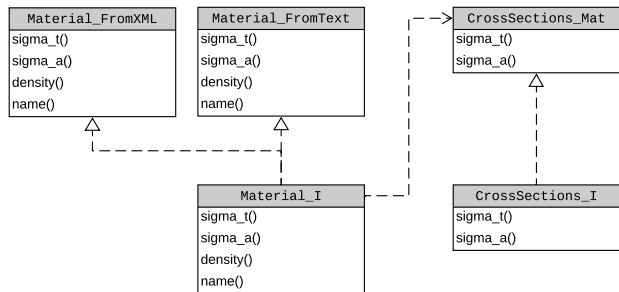 Material_FromXML
sigma_t()
sigma_a()
density()
name()
Material_FromText
sigma_t()
sigma_a()
density()
name()
CrossSections_Mat
sigma_t()
sigma_a()
Material_I
sigma_t()
sigma_a()
density()
name()
CrossSections_I
sigma_t()
sigma_a()